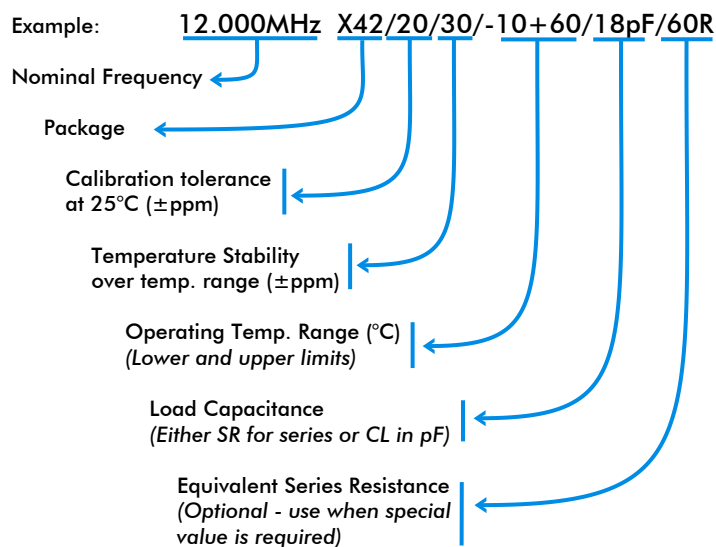 Example: 12.000MHz X42/20/30/-10+60/18pF/60R
Nominal Frequency
Package
Calibration tolerance
at 25°C (±ppm)
Temperature Stability
over temp. range (±ppm)
Operating Temp. Range (°C)
(Lower and upper limits)
Load Capacitance
(Either SR for series or CL in pF)
Equivalent Series Resistance
(Optional - use when special
value is required)